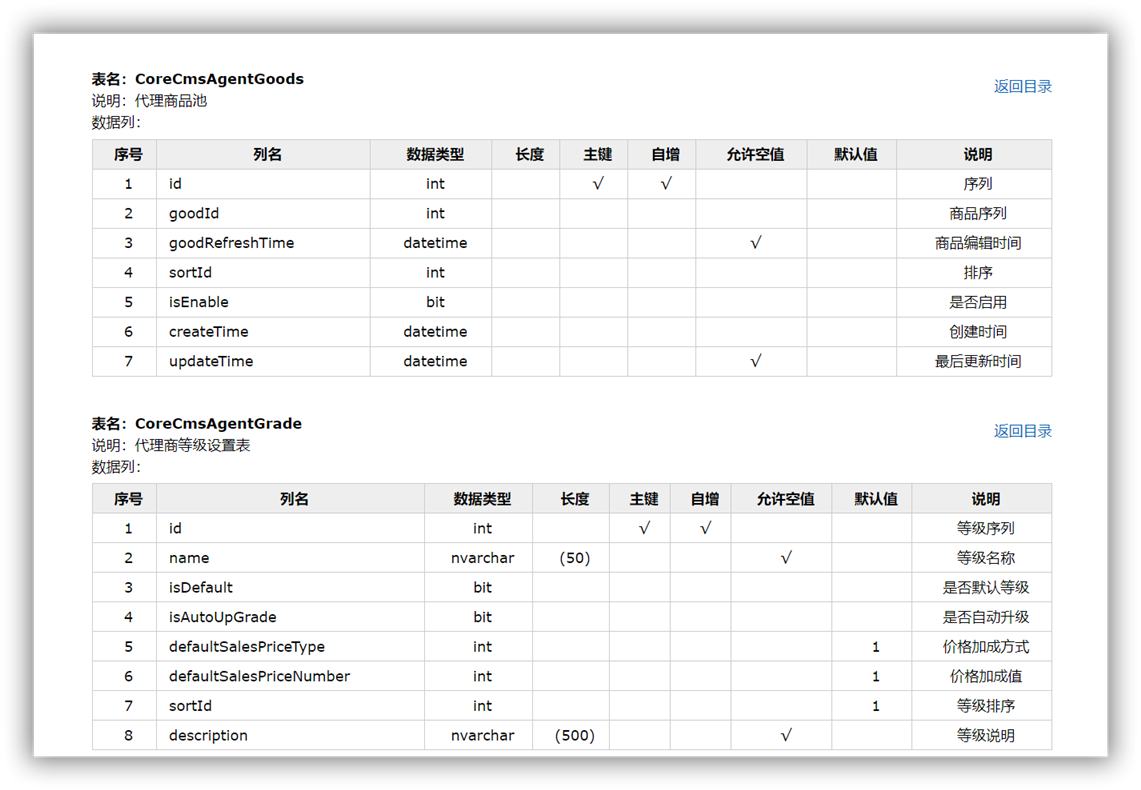 表名：CoreCmsAgentGoods
返回目录
说明：代理商品池
数据列：
序号 列名 数据类型 长度 主键 自增 允许空值 默认值 说明
1 id int √ √ 序列
2 goodId int 商品序列
3 goodRefreshTime datetime √ 商品编辑时间
4 sortId int 排序
5 isEnable bit 是否启用
6 createTime datetime 创建时间
7 updateTime datetime √ 最后更新时间
表名：CoreCmsAgentGrade
返回目录
说明：代理商等级设置表
数据列：
序号 列名 数据类型 长度 主键 自增 允许空值 默认值 说明
1 id int √ √ 等级序列
2 name nvarchar (50) √ 等级名称
3 isDefault bit 是否默认等级
4 isAutoUpGrade bit 是否自动升级
5 defaultSalesPriceType int 1 价格加成方式
6 defaultSalesPriceNumber int 1 价格加成值
7 sortId int 1 等级排序
8 description nvarchar (500) √ 等级说明